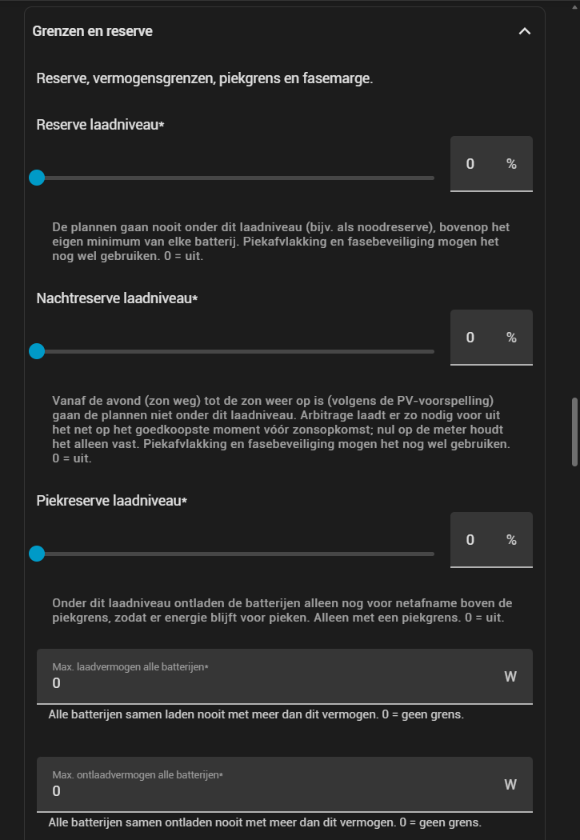 Grenzen en reserve
Reserve, vermogensgrenzen, piekgrens en fasemarge.
Reserve laadniveau*
0 %
De plannen gaan nooit onder dit laadniveau (bijv. als noodreserve), bovenop het
eigen minimum van elke batterij. Piekafvlakking en fasebeveiliging mogen het
nog wel gebruiken. 0 = uit.
Nachtreserve laadniveau*
0 %
Vanaf de avond (zon weg) tot de zon weer op is (volgens de PV-voorspelling)
gaan de plannen niet onder dit laadniveau. Arbitrage laadt er zo nodig voor uit
het net op het goedkoopste moment vóór zonsopkomst; nul op de meter houdt
het alleen vast. Piekafvlakking en fasebeveiliging mogen het nog wel gebruiken.
0 = uit.
Piekreserve laadniveau*
0 %
Onder dit laadniveau ontladen de batterijen alleen nog voor netafname boven de
piekgrens, zodat er energie blijft voor pieken. Alleen met een piekgrens. 0 = uit.
Max. laadvermogen alle batterijen*
0 W
Alle batterijen samen laden nooit met meer dan dit vermogen. 0 = geen grens.
Max. ontlaadvermogen alle batterijen*
0 W
Alle batterijen samen ontladen nooit met meer dan dit vermogen. 0 = geen grens.